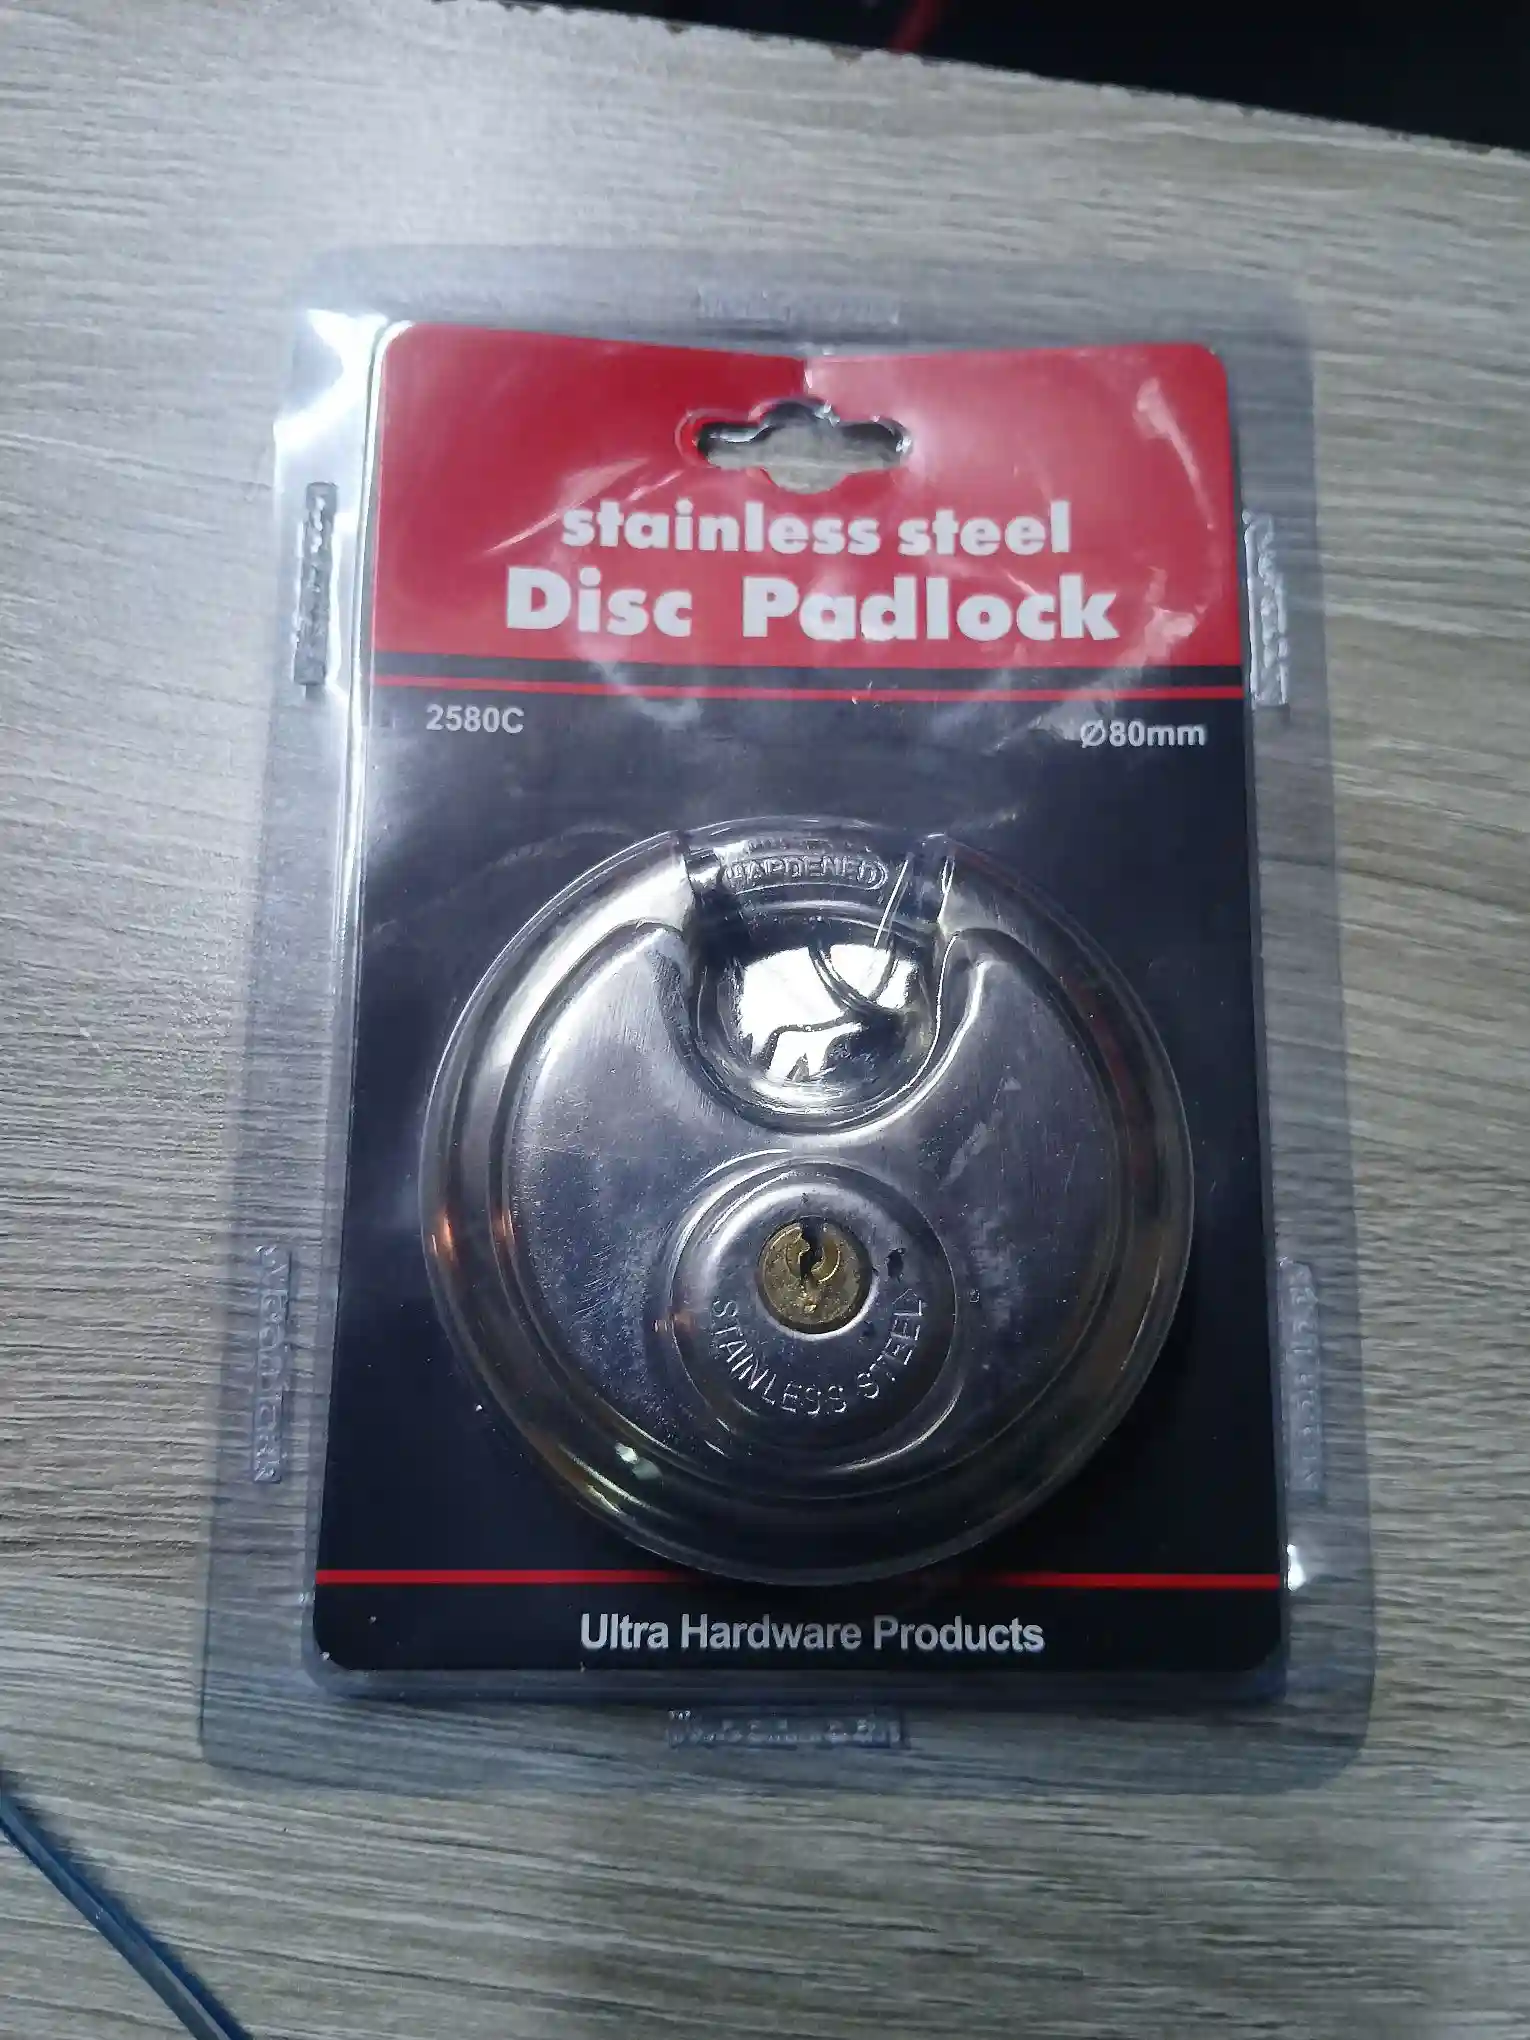 stainless steel
Disc Padlock
2580C
Ø80mm
HARDENED
STAINLESS STEEL
Ultra Hardware Products